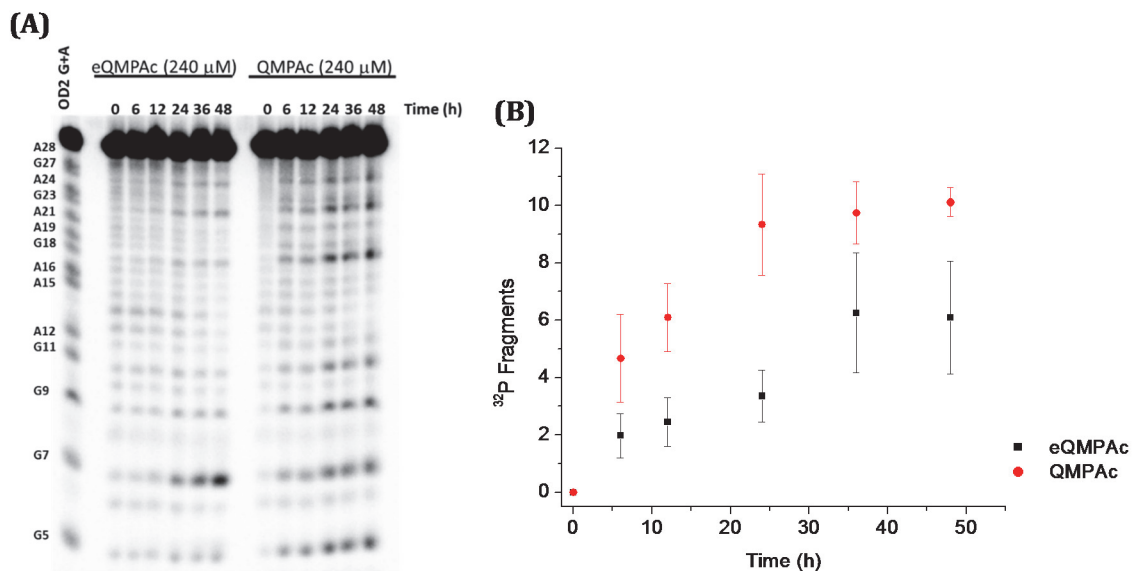 (A)
OD2 G+A
eQMPAc (240 µM)
QMPAc (240 µM)
0 6 12 24 36 48
0 6 12 24 36 48
Time (h)
A28
G27
A24
G23
A21
A19
G18
A16
A15
A12
G11
G9
G7
G5
(B)
12
10
8
6
4
2
0
³²P Fragments
0 10 20 30 40 50
Time (h)
eQMPAc
QMPAc